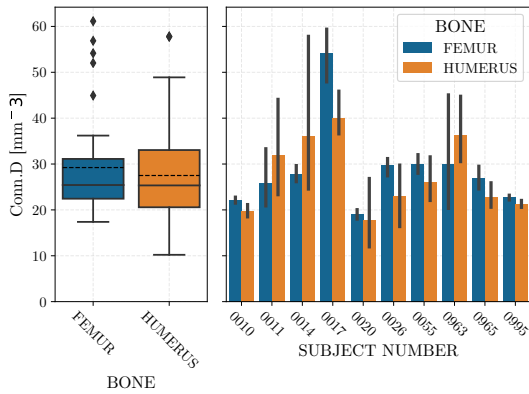 Conn.D [mm−3]
60
50
40
30
20
10
0
FEMUR
HUMERUS
BONE
BONE
FEMUR
HUMERUS
0010
0011
0014
0017
0020
0026
0055
0963
0965
0995
SUBJECT NUMBER